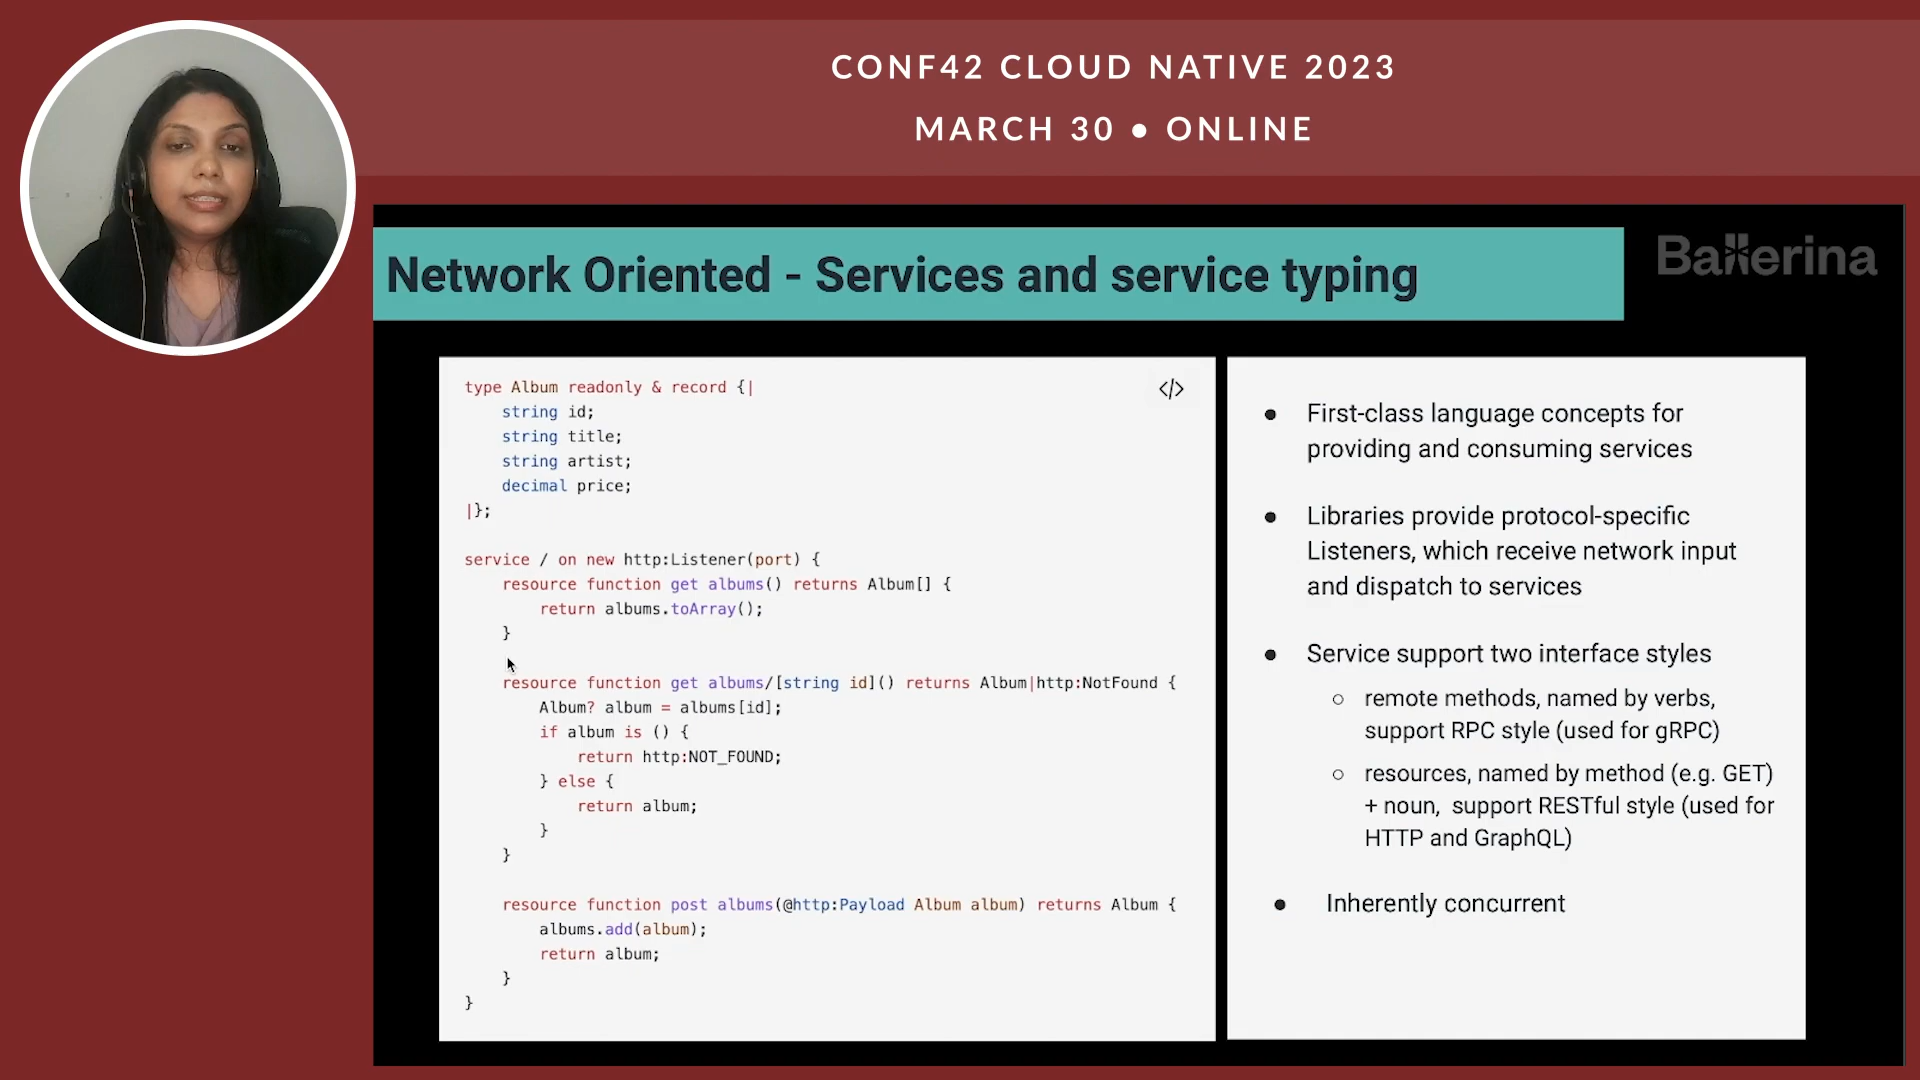 CONF42 CLOUD NATIVE 2023
MARCH 30 ● ONLINE
Network Oriented - Services and service typing
Ballerina
type Album readonly & record {|
    string id;
    string title;
    string artist;
    decimal price;
|};
service / on new http:Listener(port) {
    resource function get albums() returns Album[] {
        return albums.toArray();
    }
    resource function get albums/[string id]() returns Album|http:NotFound {
        Album? album = albums[id];
        if album is () {
            return http:NOT_FOUND;
        } else {
            return album;
        }
    }
    resource function post albums(@http:Payload Album album) returns Album {
        albums.add(album);
        return album;
    }
}
</>
● First-class language concepts for
providing and consuming services
● Libraries provide protocol-specific
Listeners, which receive network input
and dispatch to services
● Service support two interface styles
○ remote methods, named by verbs,
support RPC style (used for gRPC)
○ resources, named by method (e.g. GET)
+ noun, support RESTful style (used for
HTTP and GraphQL)
● Inherently concurrent